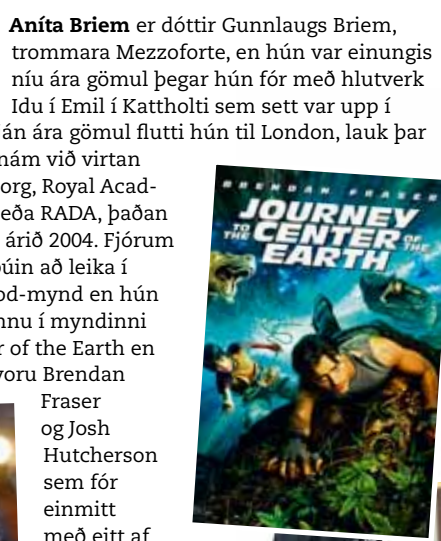 Aníta Briem er dóttir Gunnlaugs Briem,
trommara Mezzoforte, en hún var einungis
níu ára gömul þegar hún fór með hlutverk
Idu í Emil í Kattholti sem sett var upp í
án ára gömul flutti hún til London, lauk þar
nám við virtan
org, Royal Acad-
eða RADA, þaðan
árið 2004. Fjórum
úin að leika í
od-mynd en hún
nnu í myndinni
r of the Earth en
voru Brendan
Fraser
og Josh
Hutcherson
sem fór
einmitt
með eitt af
BRENDAN FRASER
JOURNEY
TO THE CENTER OF THE
EARTH